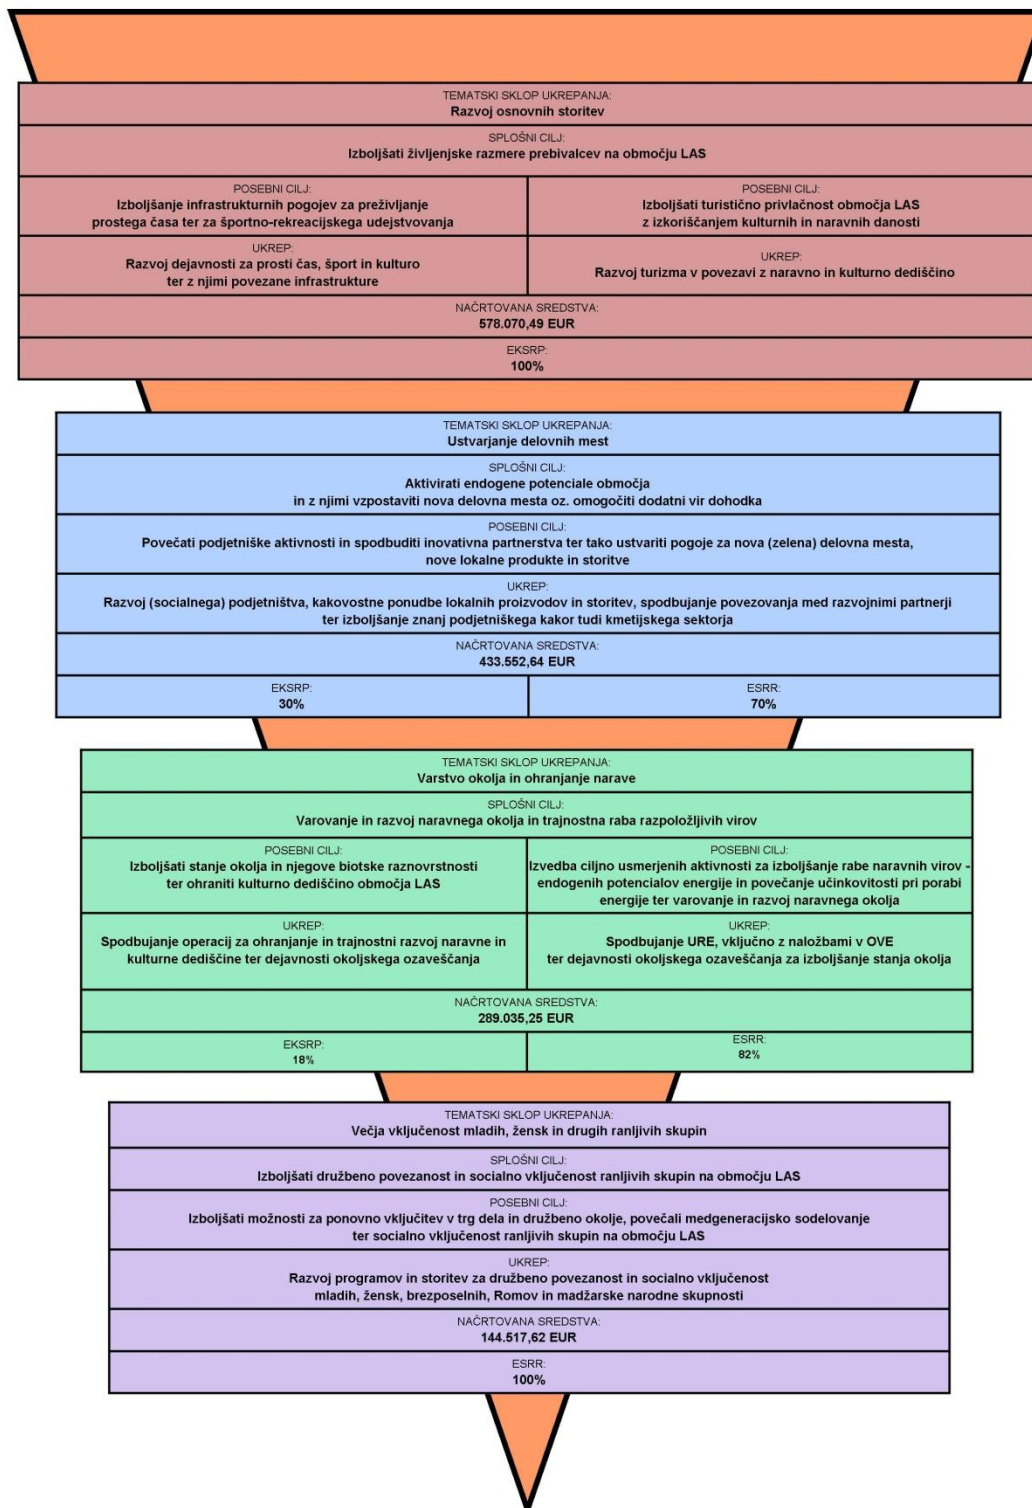 TEMATSKI SKLOP UKREPANJA:
Razvoj osnovnih storitev
SPLOŠNI CILJ:
Izboljšati življenjske razmere prebivalcev na območju LAS
POSEBNI CILJ:
Izboljšanje infrastrukturnih pogojev za preživljanje
prostega časa ter za športno-rekreacijskega udejstvovanja
POSEBNI CILJ:
Izboljšati turistično privlačnost območja LAS
z izkoriščanjem kulturnih in naravnih danosti
UKREP:
Razvoj dejavnosti za prosti čas, šport in kulturo
ter z njimi povezane infrastrukture
UKREP:
Razvoj turizma v povezavi z naravno in kulturno dediščino
NAČRTOVANA SREDSTVA:
578.070,49 EUR
EKSRP:
100%
TEMATSKI SKLOP UKREPANJA:
Ustvarjanje delovnih mest
SPLOŠNI CILJ:
Aktivirati endogene potenciale območja
in z njimi vzpostaviti nova delovna mesta oz. omogočiti dodatni vir dohodka
POSEBNI CILJ:
Povečati podjetniške aktivnosti in spodbuditi inovativna partnerstva ter tako ustvariti pogoje za nova (zelena) delovna mesta,
nove lokalne produkte in storitve
UKREP:
Razvoj (socialnega) podjetništva, kakovostne ponudbe lokalnih proizvodov in storitev, spodbujanje povezovanja med razvojnimi partnerji
ter izboljšanje znanj podjetniškega kakor tudi kmetijskega sektorja
NAČRTOVANA SREDSTVA:
433.552,64 EUR
EKSRP:
30%
ESRR:
70%
TEMATSKI SKLOP UKREPANJA:
Varstvo okolja in ohranjanje narave
SPLOŠNI CILJ:
Varovanje in razvoj naravnega okolja in trajnostna raba razpoložljivih virov
POSEBNI CILJ:
Izboljšati stanje okolja in njegove biotske raznovrstnosti
ter ohraniti kulturno dediščino območja LAS
POSEBNI CILJ:
Izvedba ciljno usmerjenih aktivnosti za izboljšanje rabe naravnih virov -
endogenih potencialov energije in povečanje učinkovitosti pri porabi
energije ter varovanje in razvoj naravnega okolja
UKREP:
Spodbujanje operacij za ohranjanje in trajnostni razvoj naravne in
kulturne dediščine ter dejavnosti okoljskega ozaveščanja
UKREP:
Spodbujanje URE, vključno z naložbami v OVE
ter dejavnosti okoljskega ozaveščanja za izboljšanje stanja okolja
NAČRTOVANA SREDSTVA:
289.035,25 EUR
EKSRP:
18%
ESRR:
82%
TEMATSKI SKLOP UKREPANJA:
Večja vključenost mladih, žensk in drugih ranljivih skupin
SPLOŠNI CILJ:
Izboljšati družbeno povezanost in socialno vključenost ranljivih skupin na območju LAS
POSEBNI CILJ:
Izboljšati možnosti za ponovno vključitev v trg dela in družbeno okolje, povečali medgeneracijsko sodelovanje
ter socialno vključenost ranljivih skupin na območju LAS
UKREP:
Razvoj programov in storitev za družbeno povezanost in socialno vključenost
mladih, žensk, brezposelnih, Romov in madžarske narodne skupnosti
NAČRTOVANA SREDSTVA:
144.517,62 EUR
ESRR:
100%